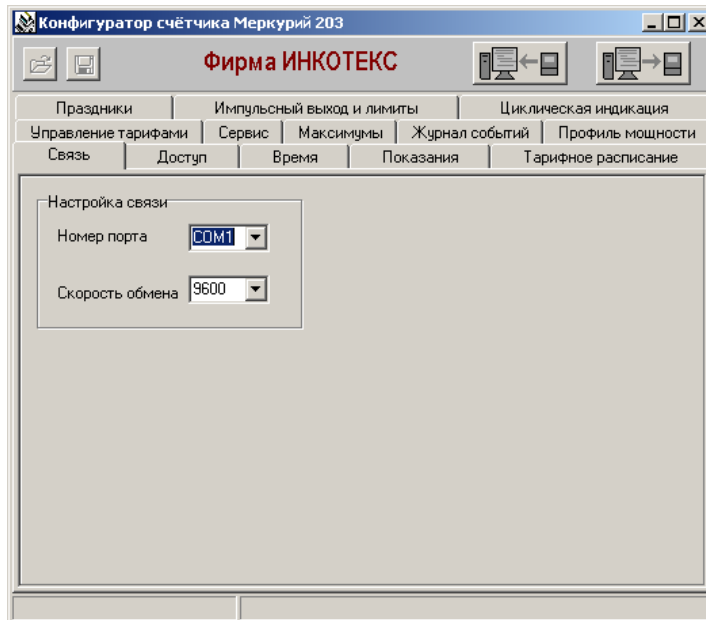 Конфигуратор счётчика Меркурий 203
Фирма ИНКОТЕКС
Праздники Импульсный выход и лимиты Циклическая индикация
Управление тарифами Сервис Максимумы Журнал событий Профиль мощности
Связь Доступ Время Показания Тарифное расписание
Настройка связи
Номер порта COM1
Скорость обмена 9600